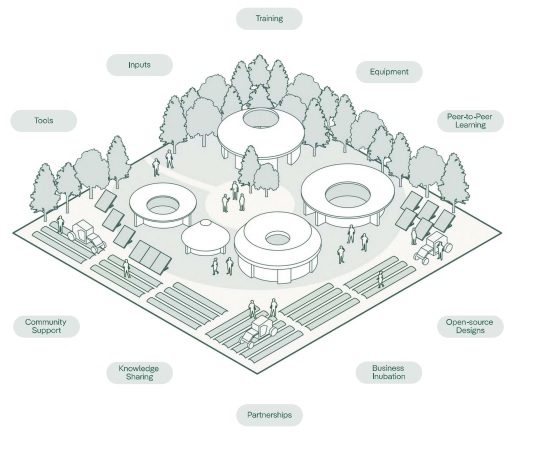 Training
Inputs
Equipment
Tools
Peer-to-Peer
Learning
Community
Support
Open-source
Designs
Knowledge
Sharing
Business
Inubation
Partnerships